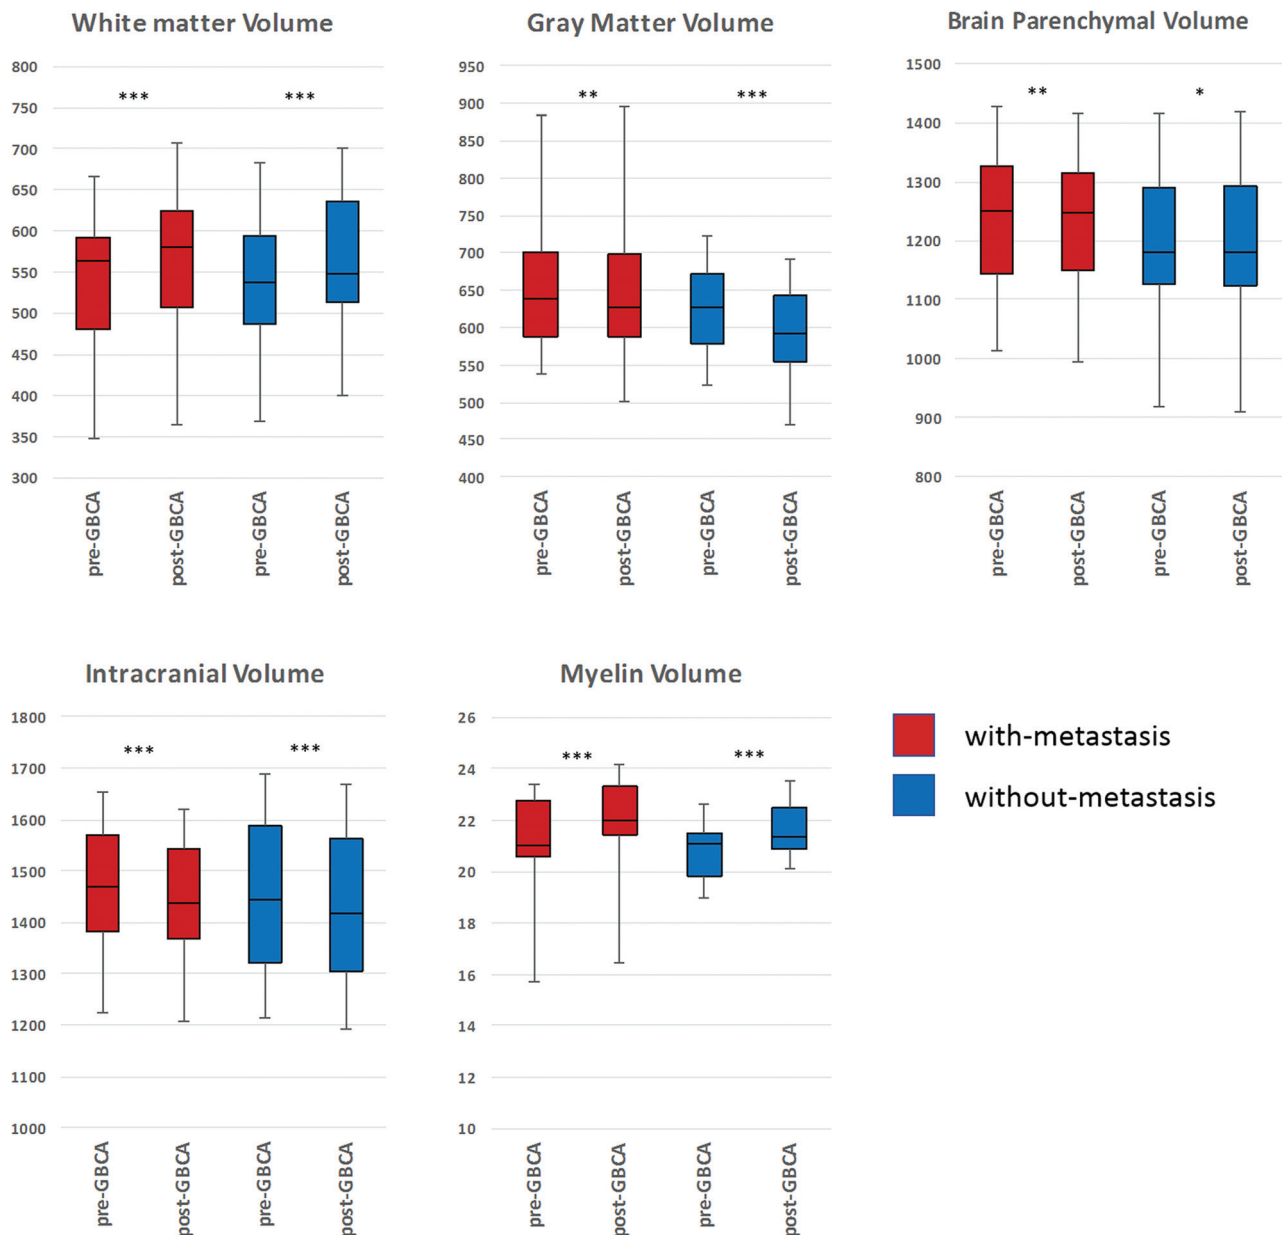 White matter Volume
800
750
700
650
600
550
500
450
400
350
300
***
***
pre-GBCA
post-GBCA
pre-GBCA
post-GBCA
Gray Matter Volume
950
900
850
800
750
700
650
600
550
500
450
400
**
***
pre-GBCA
post-GBCA
pre-GBCA
post-GBCA
Brain Parenchymal Volume
1500
1400
1300
1200
1100
1000
900
800
**
*
pre-GBCA
post-GBCA
pre-GBCA
post-GBCA
Intracranial Volume
1800
1700
1600
1500
1400
1300
1200
1100
1000
***
***
pre-GBCA
post-GBCA
pre-GBCA
post-GBCA
Myelin Volume
26
24
22
20
18
16
14
12
10
***
***
pre-GBCA
post-GBCA
pre-GBCA
post-GBCA
with-metastasis
without-metastasis